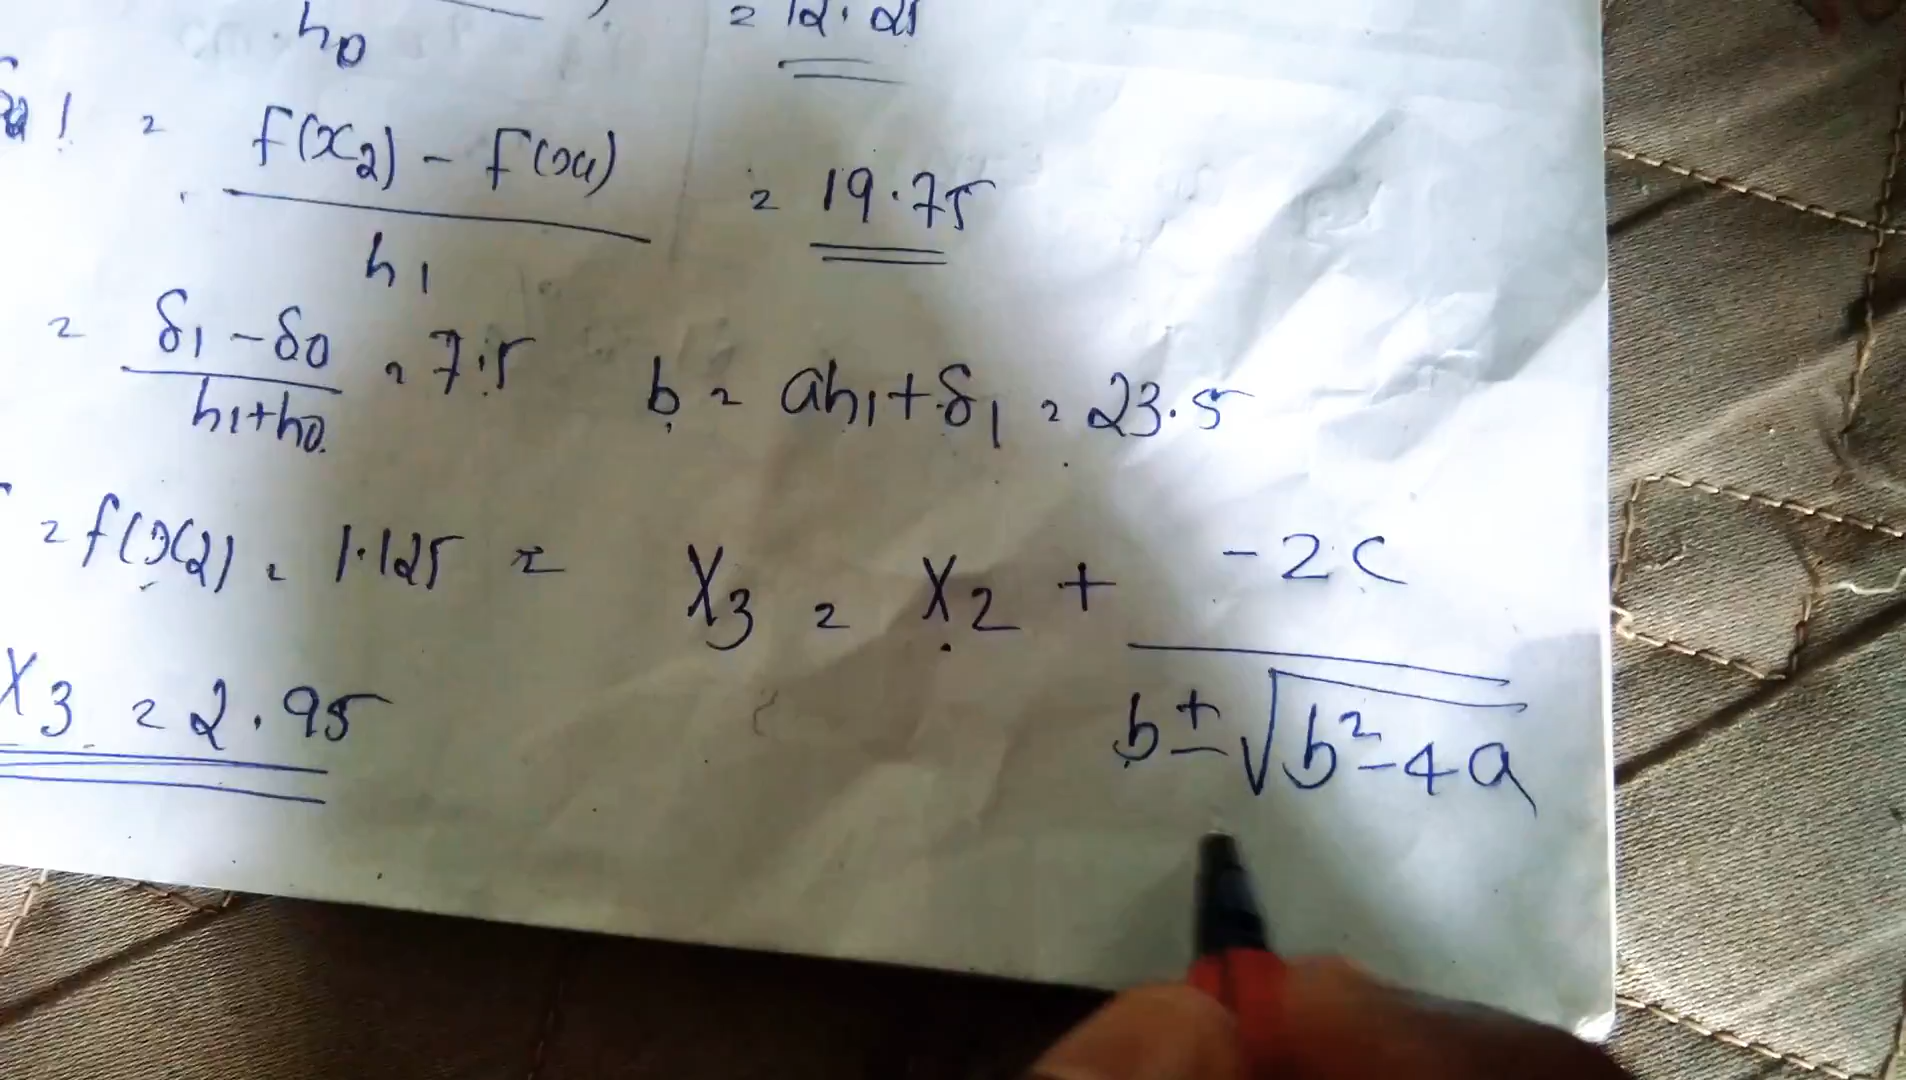 h0 = 12.25
1 = f(x2) - f(x1) / h1 = 19.75
= δ1 - δ0 / h1+h0 = 7.5 b = ah1 + δ1 = 23.5
= f(x2) = 1.125 = X3 = X2 + -2C / b ± √b² - 4a
X3 = 2.95